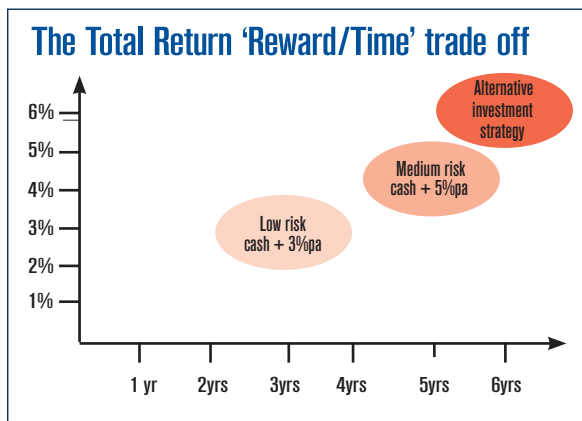 The Total Return ‘Reward/Time’ trade off
Alternative
investment
strategy
6%
5%
Medium risk
cash + 5%pa
4%
3%
Low risk
cash + 3%pa
2%
1%
1 yr 2yrs 3yrs 4yrs 5yrs 6yrs